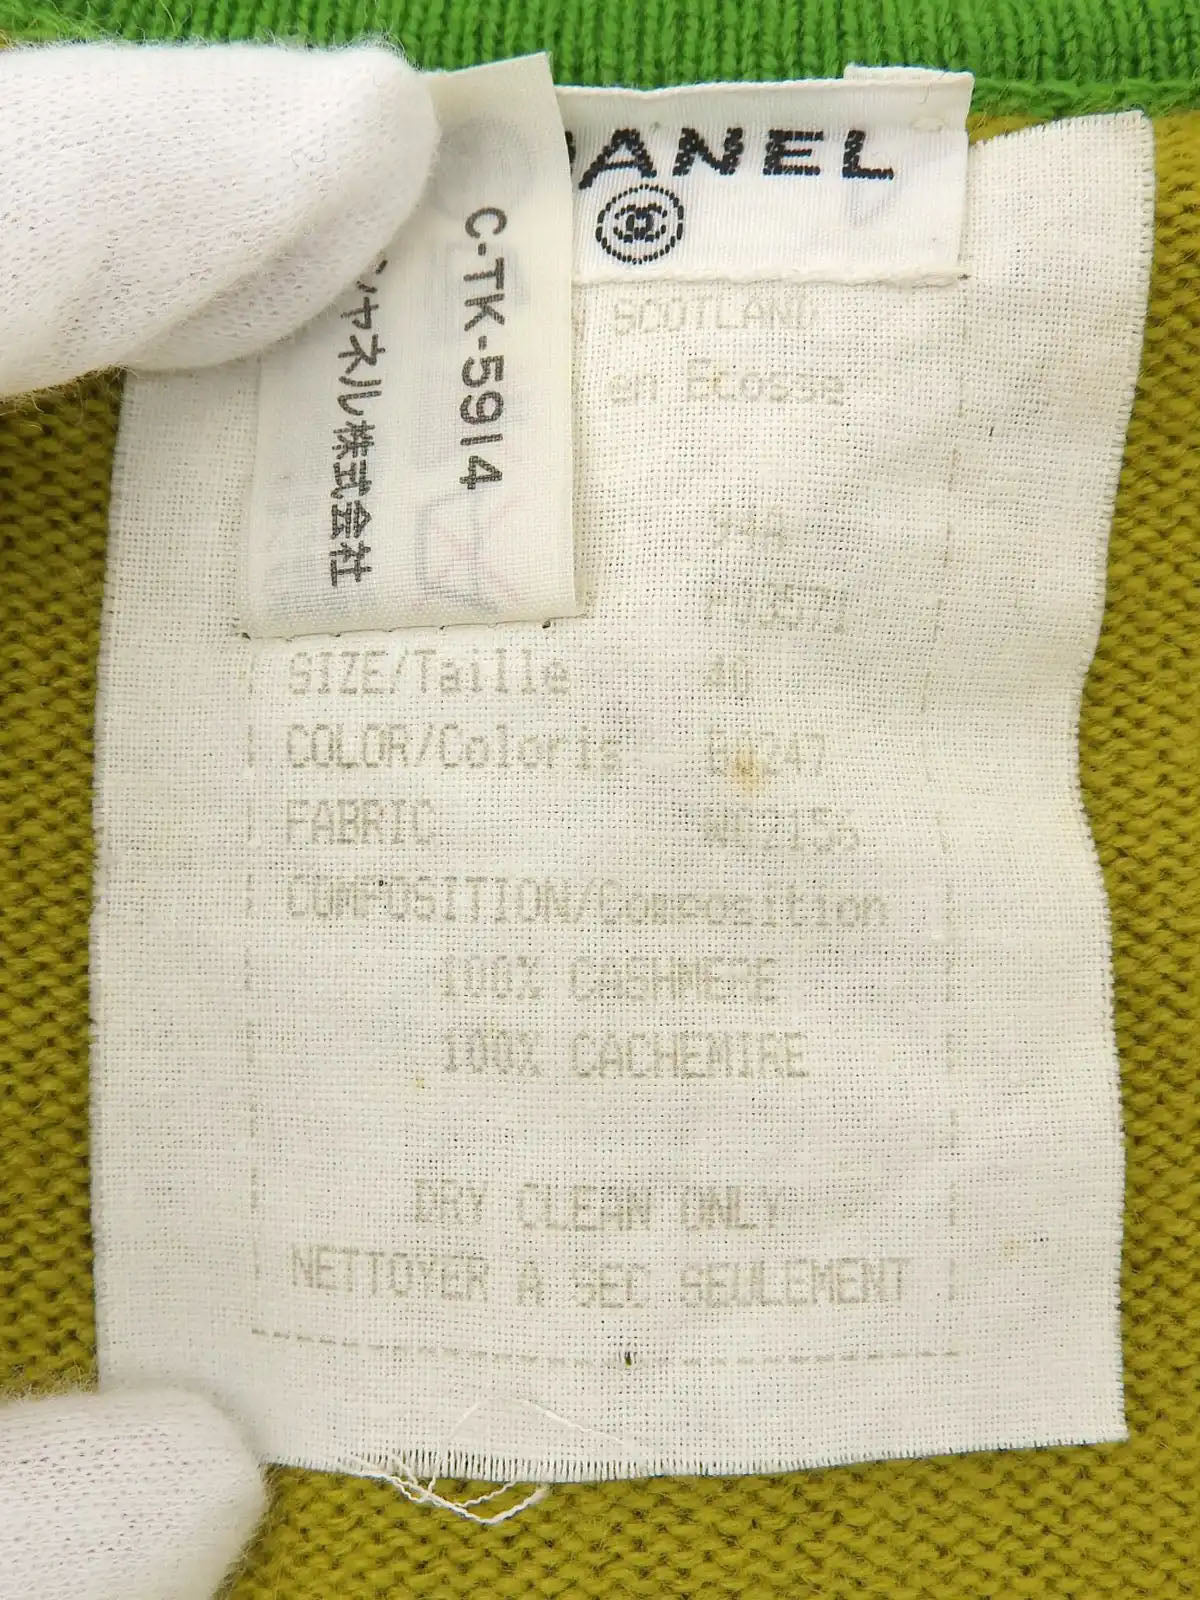 ANEL
C-TK-5914
シャネル株式会社
SCOTLAND
en Ecosse
SIZE/Taille 40
COLOR/Coloris
FABRIC
COMPOSITION/Composition
100% CASHMERE
100% CACHEMIRE
DRY CLEAN ONLY
NETTOYER A SEC SEULEMENT